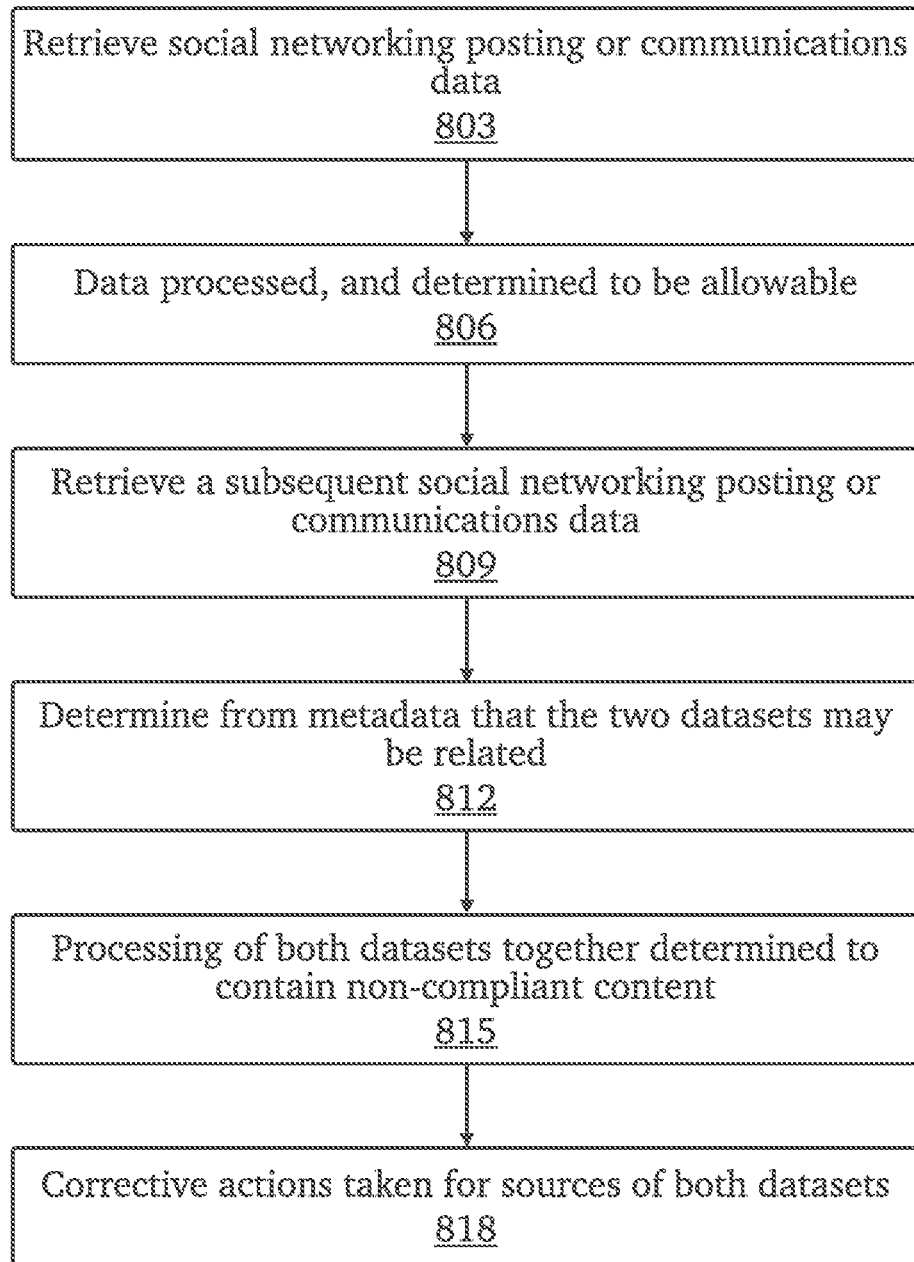 Retrieve social networking posting or communications
data
803
Data processed, and determined to be allowable
806
Retrieve a subsequent social networking posting or
communications data
809
Determine from metadata that the two datasets may
be related
812
Processing of both datasets together determined to
contain non-compliant content
815
Corrective actions taken for sources of both datasets
818